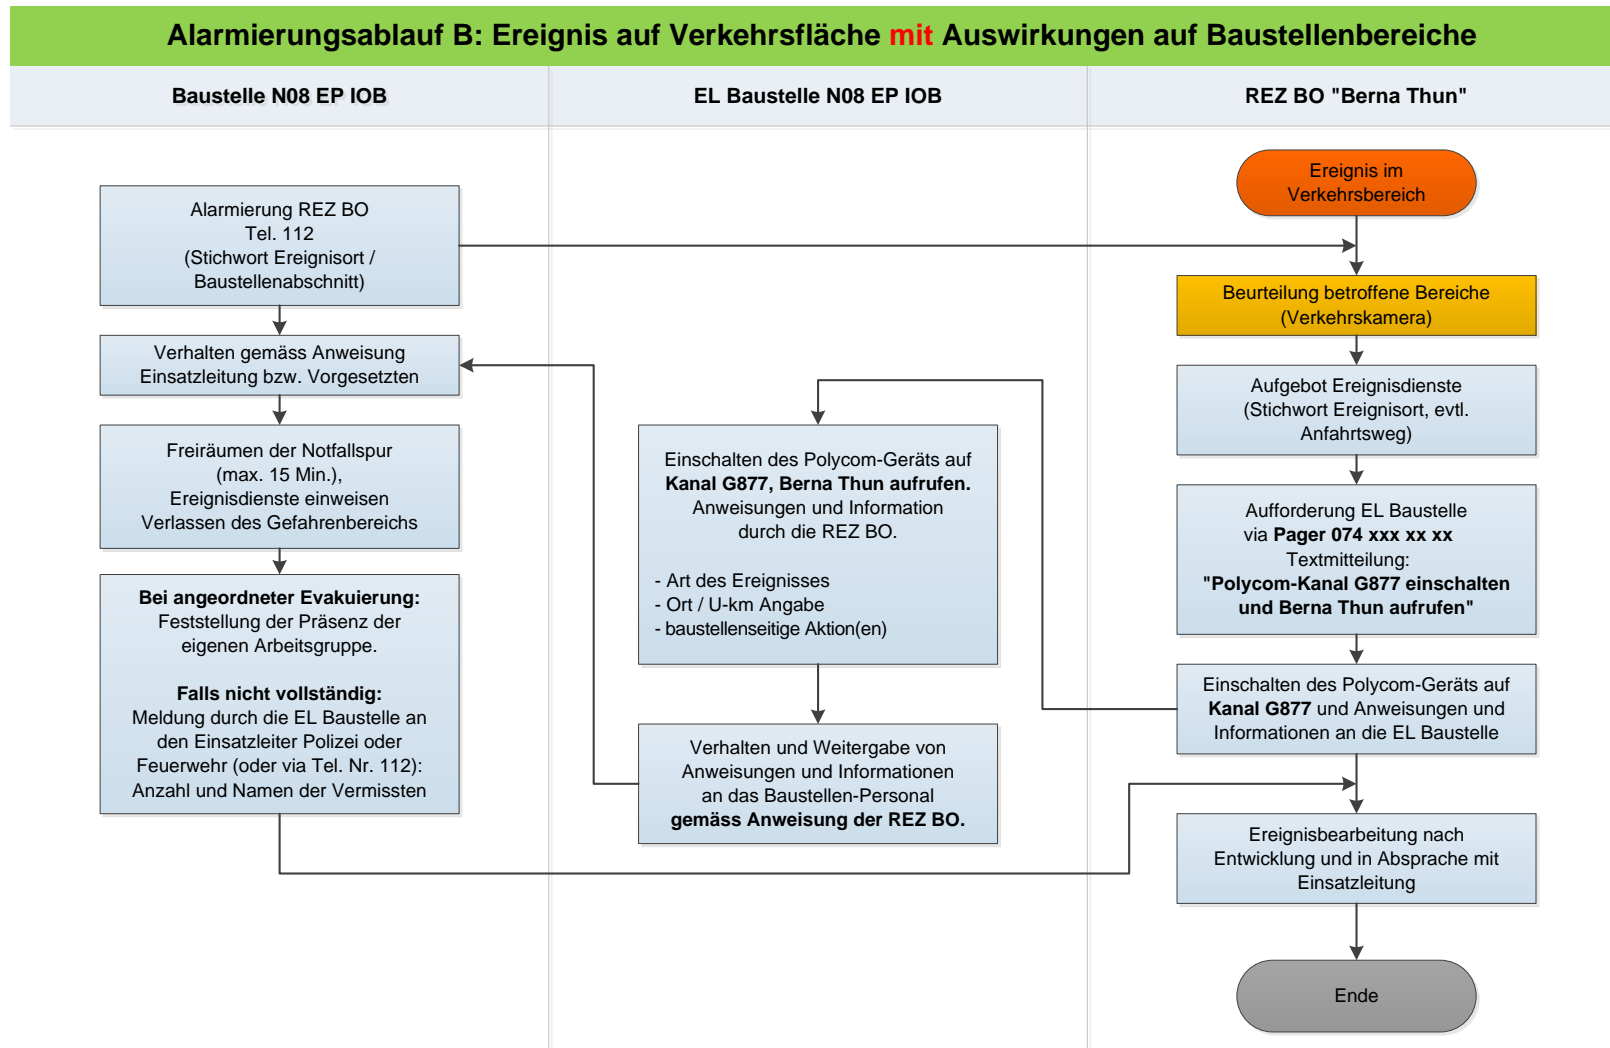 Alarmierungsablauf B: Ereignis auf Verkehrsfläche mit Auswirkungen auf Baustellenbereiche
Baustelle N08 EP IOB
EL Baustelle N08 EP IOB
REZ BO "Berna Thun"
Alarmierung REZ BO
Tel. 112
(Stichwort Ereignisort /
Baustellenabschnitt)
Verhalten gemäss Anweisung
Einsatzleitung bzw. Vorgesetzten
Freiräumen der Notfallspur
(max. 15 Min.),
Ereignisdienste einweisen
Verlassen des Gefahrenbereichs
Bei angeordneter Evakuierung:
Feststellung der Präsenz der
eigenen Arbeitsgruppe.
Falls nicht vollständig:
Meldung durch die EL Baustelle an
den Einsatzleiter Polizei oder
Feuerwehr (oder via Tel. Nr. 112):
Anzahl und Namen der Vermissten
Einschalten des Polycom-Geräts auf
Kanal G877, Berna Thun aufrufen.
Anweisungen und Information
durch die REZ BO.
- Art des Ereignisses
- Ort / U-km Angabe
- baustellenseitige Aktion(en)
Verhalten und Weitergabe von
Anweisungen und Informationen
an das Baustellen-Personal
gemäss Anweisung der REZ BO.
Ereignis im
Verkehrsbereich
Beurteilung betroffene Bereiche
(Verkehrskamera)
Aufgebot Ereignisdienste
(Stichwort Ereignisort, evtl.
Anfahrtsweg)
Aufforderung EL Baustelle
via Pager 074 xxx xx xx
Textmitteilung:
"Polycom-Kanal G877 einschalten
und Berna Thun aufrufen"
Einschalten des Polycom-Geräts auf
Kanal G877 und Anweisungen und
Informationen an die EL Baustelle
Ereignisbearbeitung nach
Entwicklung und in Absprache mit
Einsatzleitung
Ende